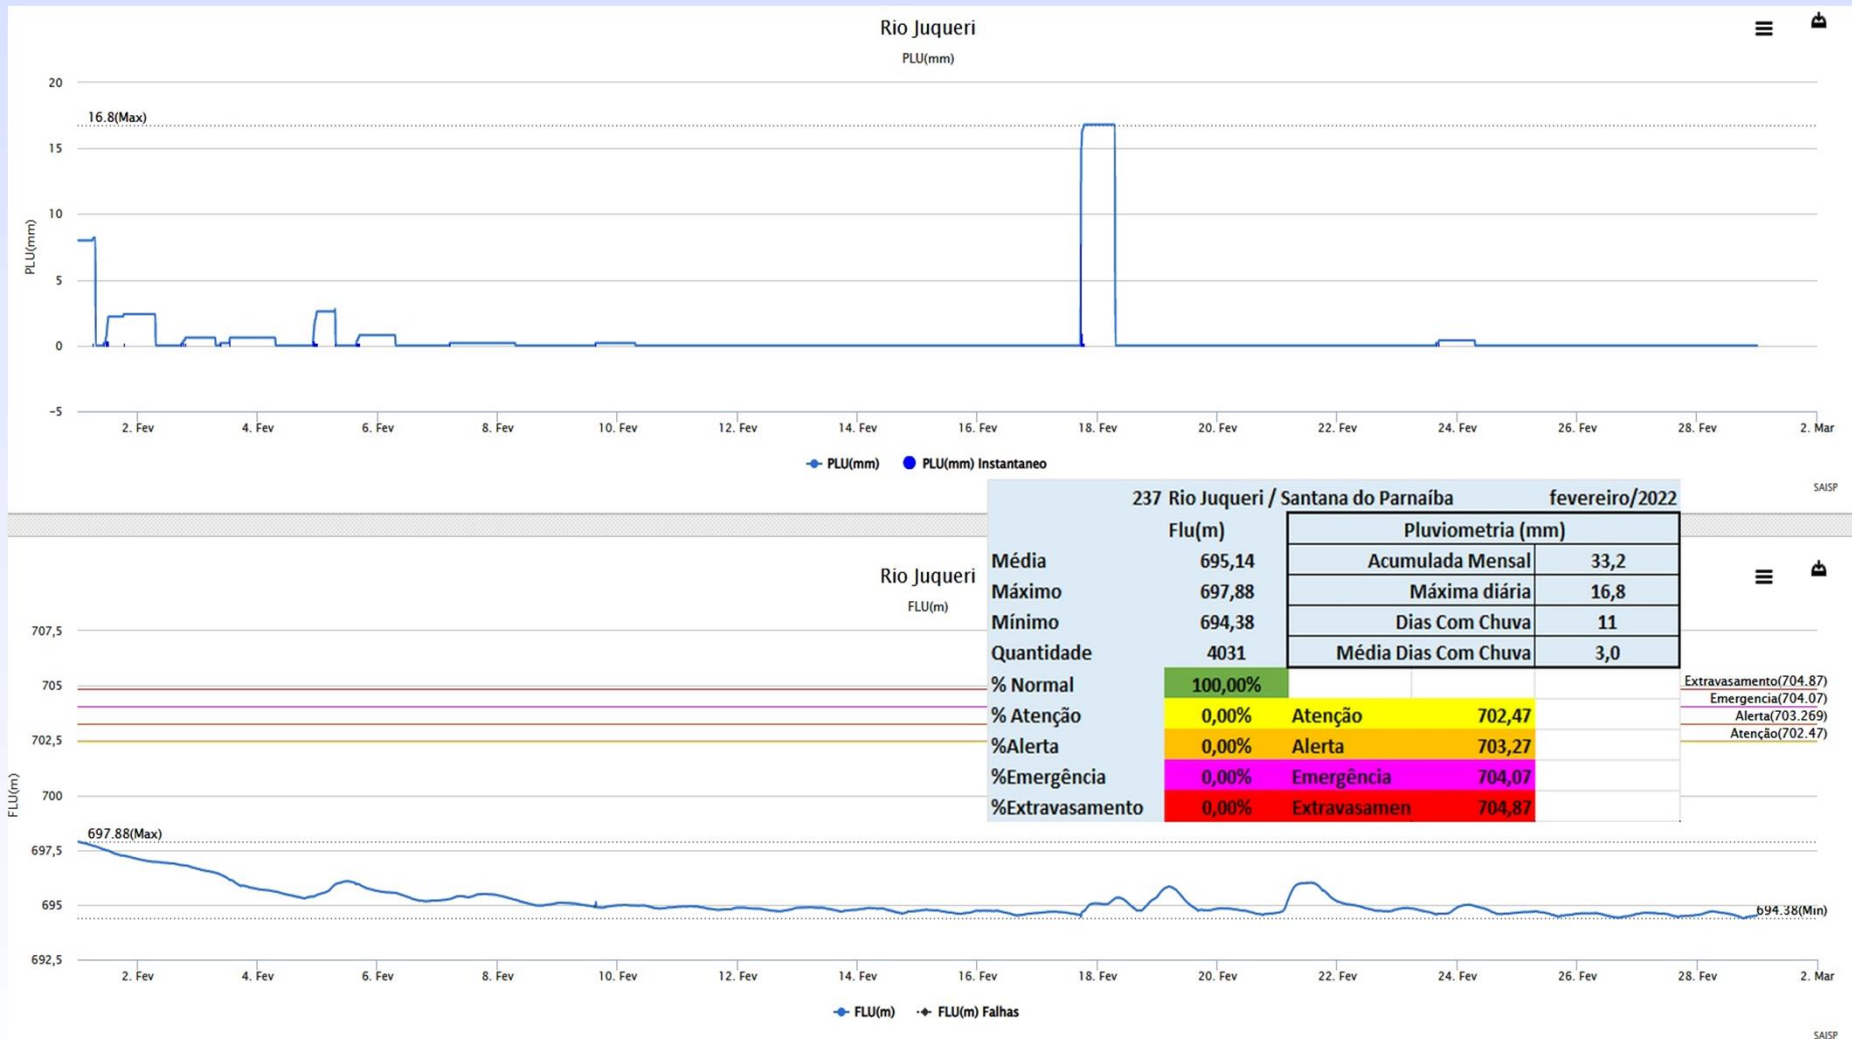 Rio Juqueri
PLU(mm)
20
16.8(Max)
15
10
5
0
−5
PLU(mm)
2. Fev 4. Fev 6. Fev 8. Fev 10. Fev 12. Fev 14. Fev 16. Fev 18. Fev 20. Fev 22. Fev 24. Fev 26. Fev 28. Fev 2. Mar
PLU(mm) PLU(mm) Instantaneo
SAISP
237 Rio Juqueri / Santana do Parnaíba fevereiro/2022
Flu(m) Pluviometria (mm)
Média 695,14 Acumulada Mensal 33,2
Máximo 697,88 Máxima diária 16,8
Mínimo 694,38 Dias Com Chuva 11
Quantidade 4031 Média Dias Com Chuva 3,0
% Normal 100,00%
% Atenção 0,00% Atenção 702,47
%Alerta 0,00% Alerta 703,27
%Emergência 0,00% Emergência 704,07
%Extravasamento 0,00% Extravasamen 704,87
Rio Juqueri
FLU(m)
707,5
705
702,5
700
697,5
695
692,5
FLU(m)
Extravasamento(704.87)
Emergencia(704.07)
Alerta(703.269)
Atenção(702.47)
697.88(Max)
694.38(Min)
2. Fev 4. Fev 6. Fev 8. Fev 10. Fev 12. Fev 14. Fev 16. Fev 18. Fev 20. Fev 22. Fev 24. Fev 26. Fev 28. Fev 2. Mar
FLU(m) FLU(m) Falhas
SAISP